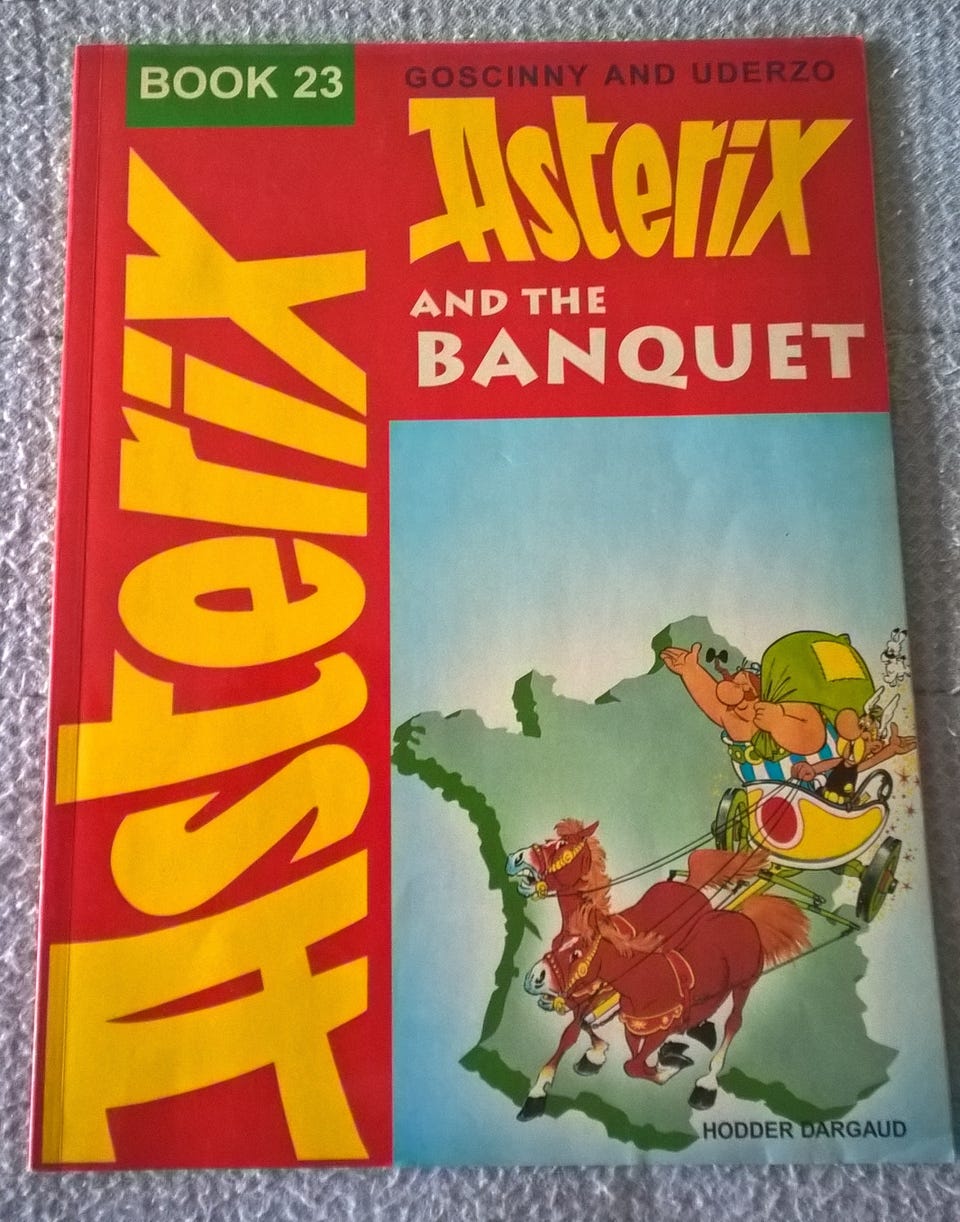 BOOK 23
GOSCINNY AND UDERZO
Asterix
AND THE
BANQUET
Asterix
HODDER DARGAUD